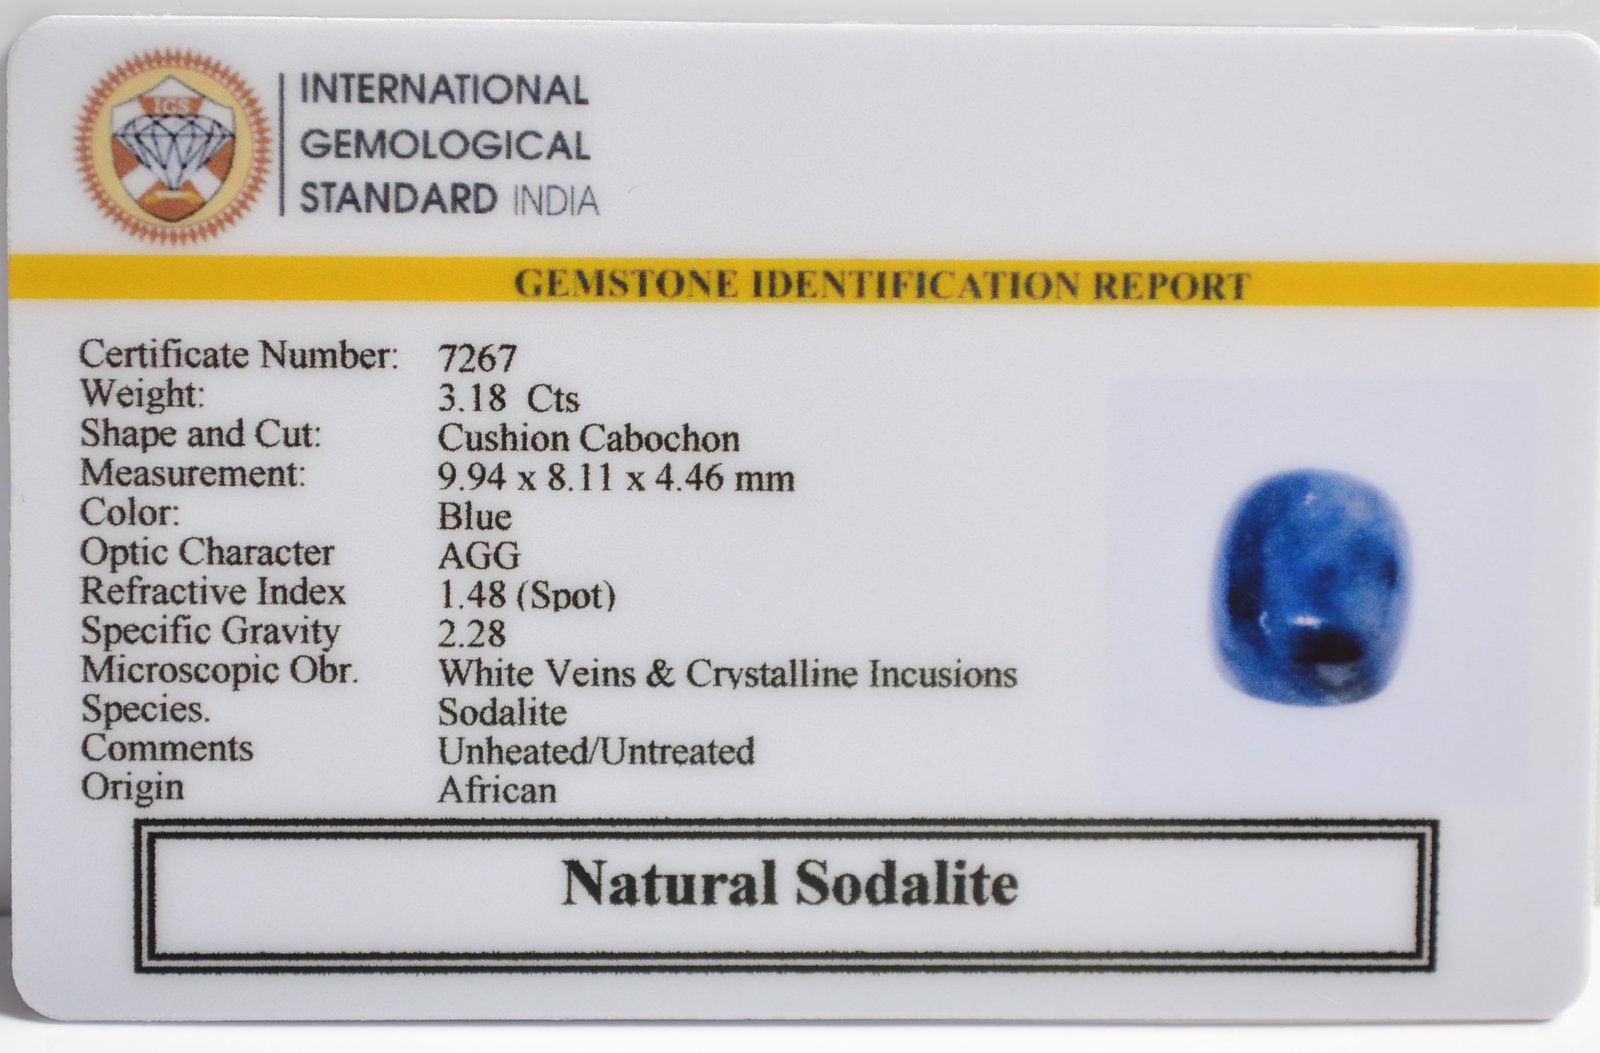 IGS
INTERNATIONAL
GEMOLOGICAL
STANDARD INDIA
GEMSTONE IDENTIFICATION REPORT
Certificate Number: 7267
Weight: 3.18 Cts
Shape and Cut: Cushion Cabochon
Measurement: 9.94 x 8.11 x 4.46 mm
Color: Blue
Optic Character AGG
Refractive Index 1.48 (Spot)
Specific Gravity 2.28
Microscopic Obr. White Veins & Crystalline Incusions
Species. Sodalite
Comments Unheated/Untreated
Origin African
Natural Sodalite